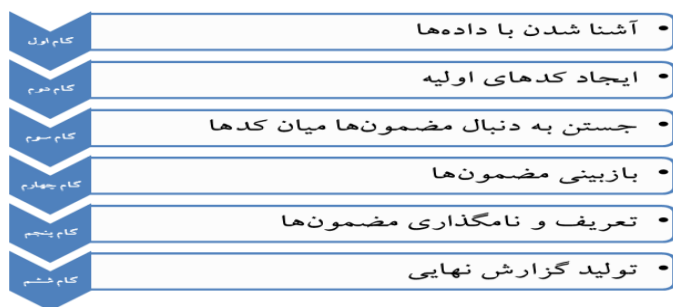 گام اول
• آشنا شدن با داده‌ها
گام دوم
• ایجاد کدهای اولیه
گام سوم
• جستن به دنبال مضمون‌ها میان کدها
گام چهارم
• بازبینی مضمون‌ها
گام پنجم
• تعریف و نامگذاری مضمون‌ها
گام ششم
• تولید گزارش نهایی